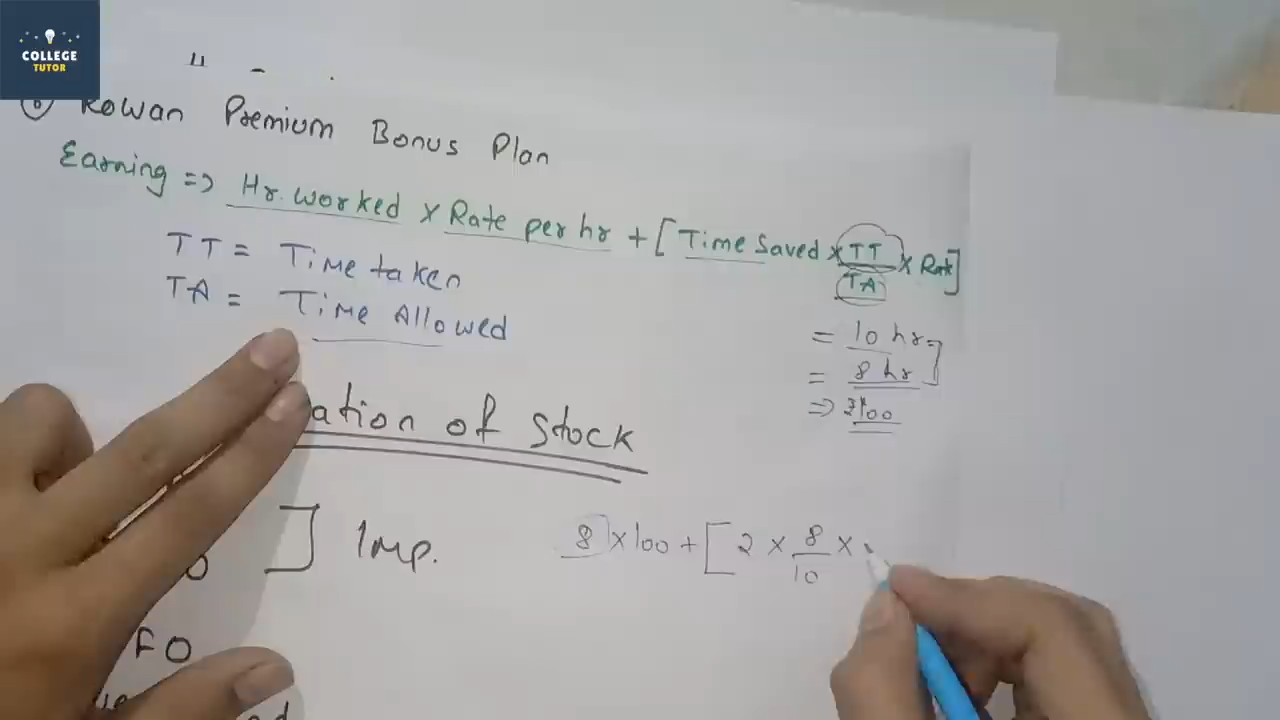 COLLEGE
TUTOR
Rowan Premium Bonus Plan
Earning => Hr. worked x Rate per hr + [Time Saved x TT/TA x Rate]
TT = Time taken
TA = Time Allowed
= 10 hr
= 8 hr
=> 100
ation of Stock
] Imp.
8 x 100 + [2 x 8/10 x
FO